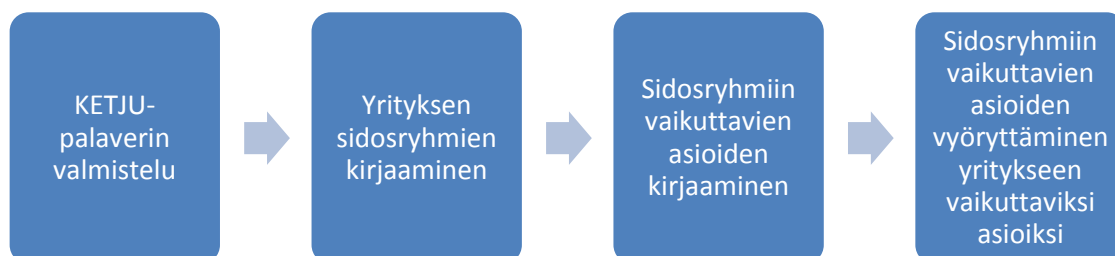 KETJU-
palaverin
valmistelu
Yrityksen
sidosryhmien
kirjaaminen
Sidosryhmiin
vaikuttavien
asioiden
kirjaaminen
Sidosryhmiin
vaikuttavien
asioiden
vyöryttäminen
yritykseen
vaikuttaviksi
asioiksi